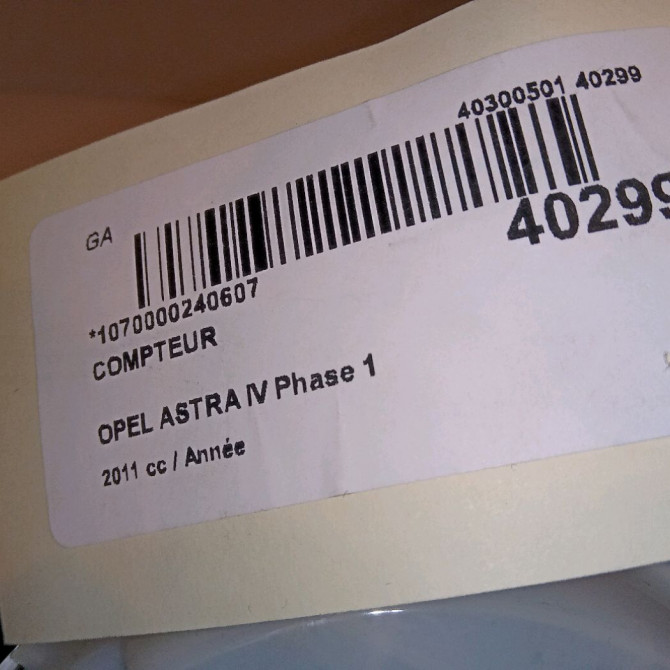 40300501 40299
GA
40299
*1070000240607
COMPTEUR
OPEL ASTRA IV Phase 1
2011 cc / Année